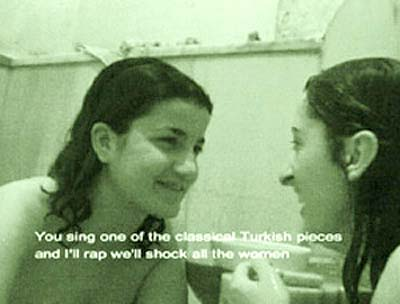 You sing one of the classical Turkish pieces
and I'll rap we'll shock all the women